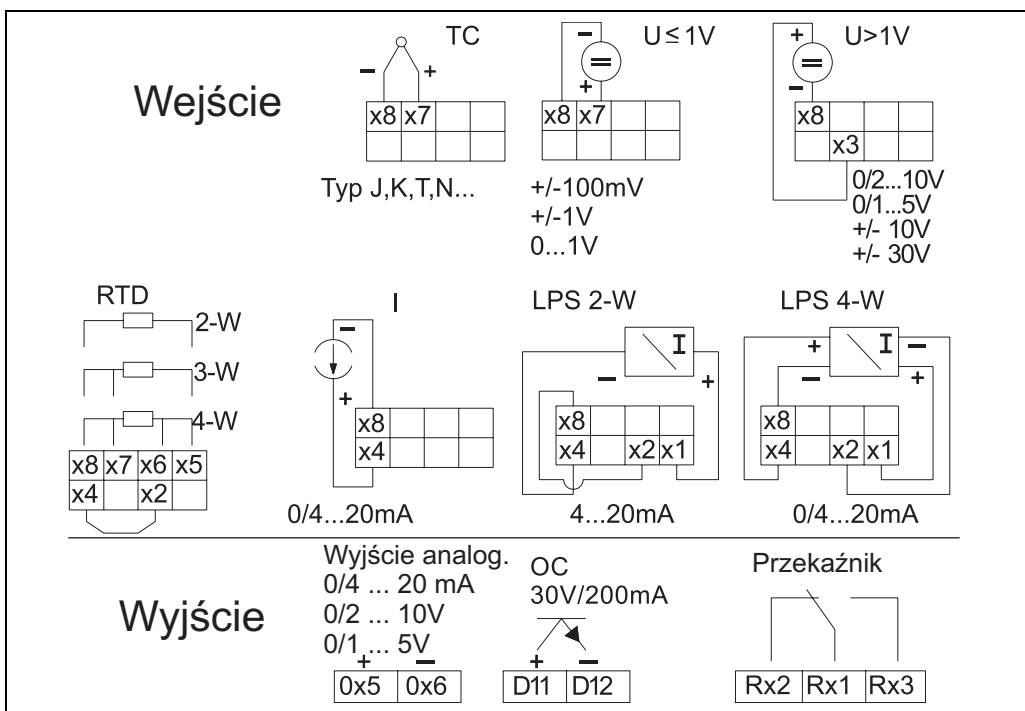 Wejście
TC
− +
x8 x7
Typ J,K,T,N...
U≤1V
−
+
x8 x7
+/-100mV
+/-1V
0...1V
U>1V
+
−
x8
x3
0/2...10V
0/1...5V
+/- 10V
+/- 30V
RTD
2-W
3-W
4-W
x8 x7 x6 x5
x4 x2
I
−
+
x8
x4
0/4...20mA
LPS 2-W
I
− +
x8
x4 x2 x1
4...20mA
LPS 4-W
+ I −
− +
x8
x4 x2 x1
0/4...20mA
Wyjście
Wyjście analog.
0/4 ... 20 mA
0/2 ... 10V
0/1 ... 5V
+ −
0x5 0x6
OC
30V/200mA
+ −
D11 D12
Przekaźnik
Rx2 Rx1 Rx3